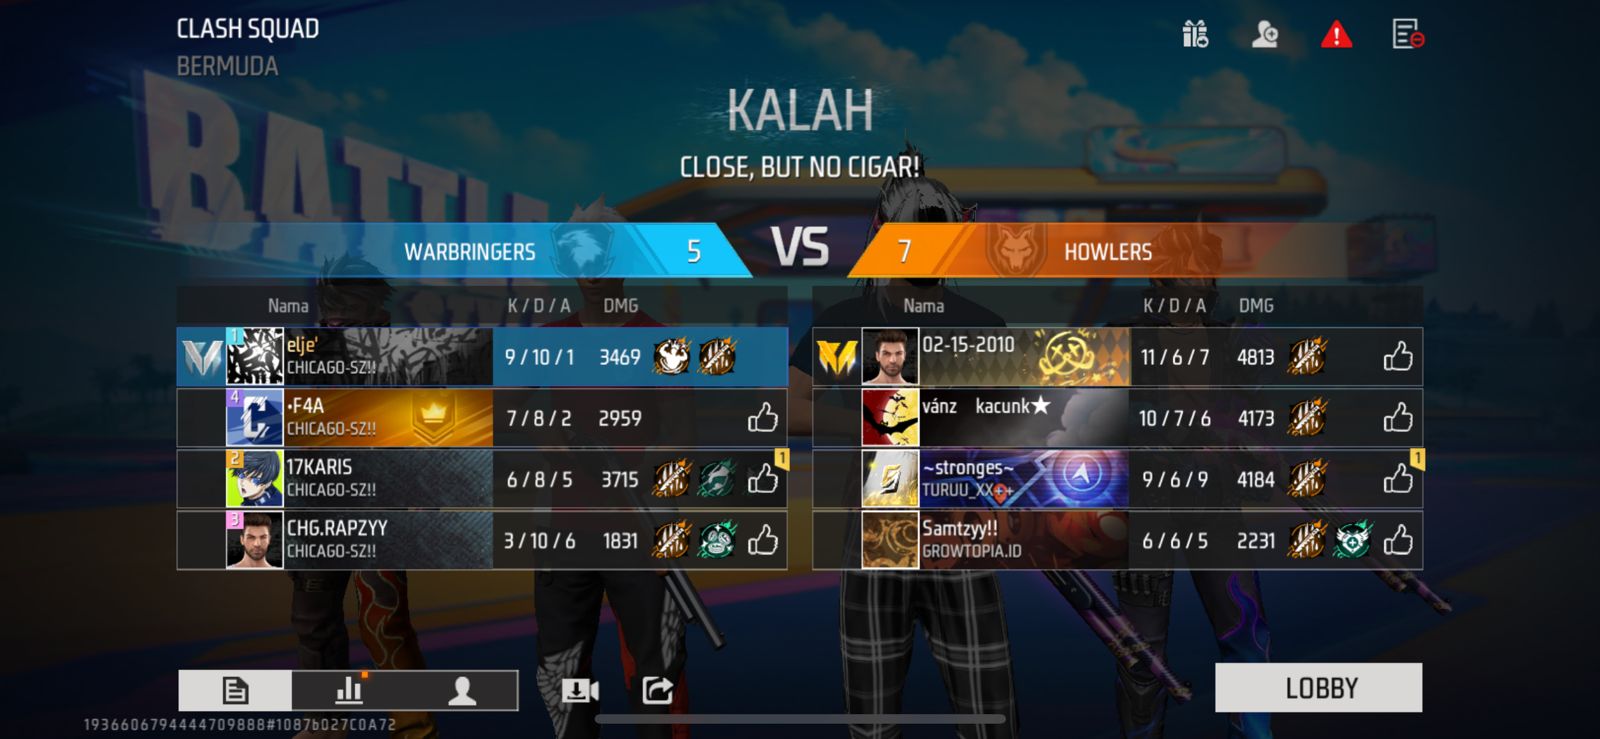 CLASH SQUAD
BERMUDA
BATTLE
KALAH
CLOSE, BUT NO CIGAR!
WARBRINGERS 5 VS 7 HOWLERS
Nama K / D / A DMG Nama K / D / A DMG
1 elje' 9 / 10 / 1 3469 02-15-2010 11 / 6 / 7 4813
CHICAGO-SZ!!
4 •F4A 7 / 8 / 2 2959 vánz kacunk★ 10 / 7 / 6 4173
CHICAGO-SZ!!
2 17KARIS 6 / 8 / 5 3715 1 ~stronges~ 9 / 6 / 9 4184 1
CHICAGO-SZ!! TURUU_XX++
3 CHG.RAPZYY 3 / 10 / 6 1831 Samtzyy!! 6 / 6 / 5 2231
CHICAGO-SZ!! GROWTOPIA.ID
LOBBY
1936606794444709888#1087b027C0A72